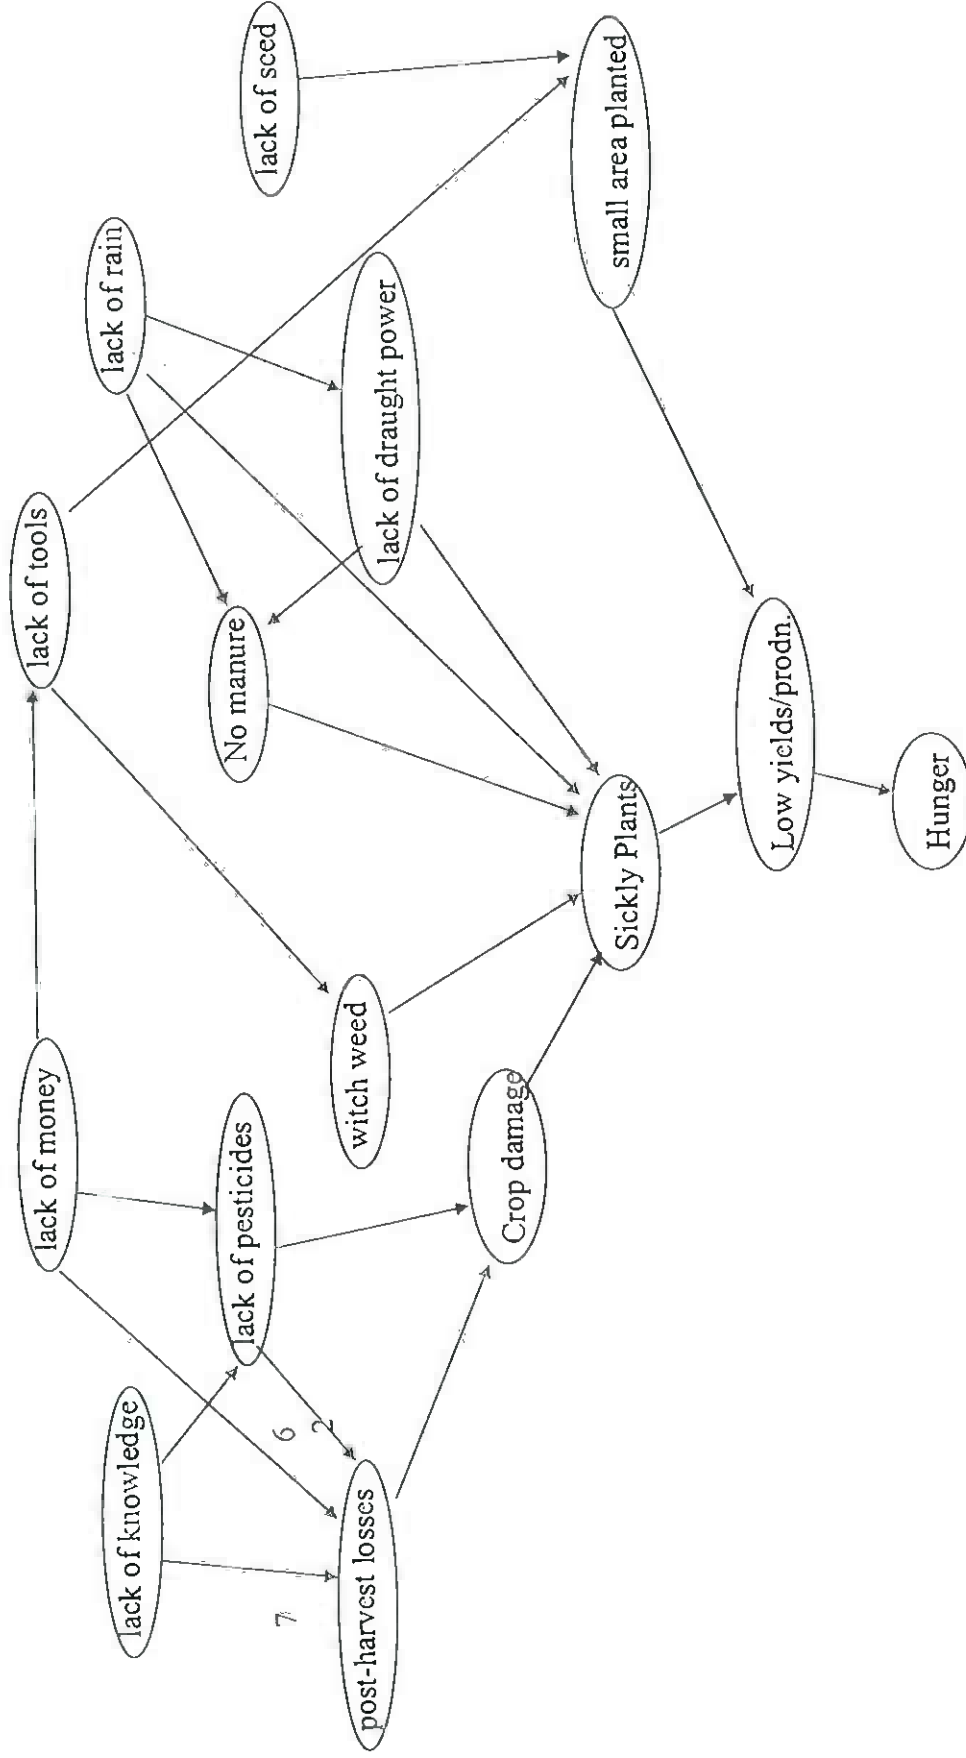 lack of money
lack of tools
lack of knowledge
lack of rain
lack of pesticides
No manure
lack of seed
7
6
2
post-harvest losses
witch weed
lack of draught power
Crop damage
Sickly Plants
small area planted
Low yields/prodn.
Hunger